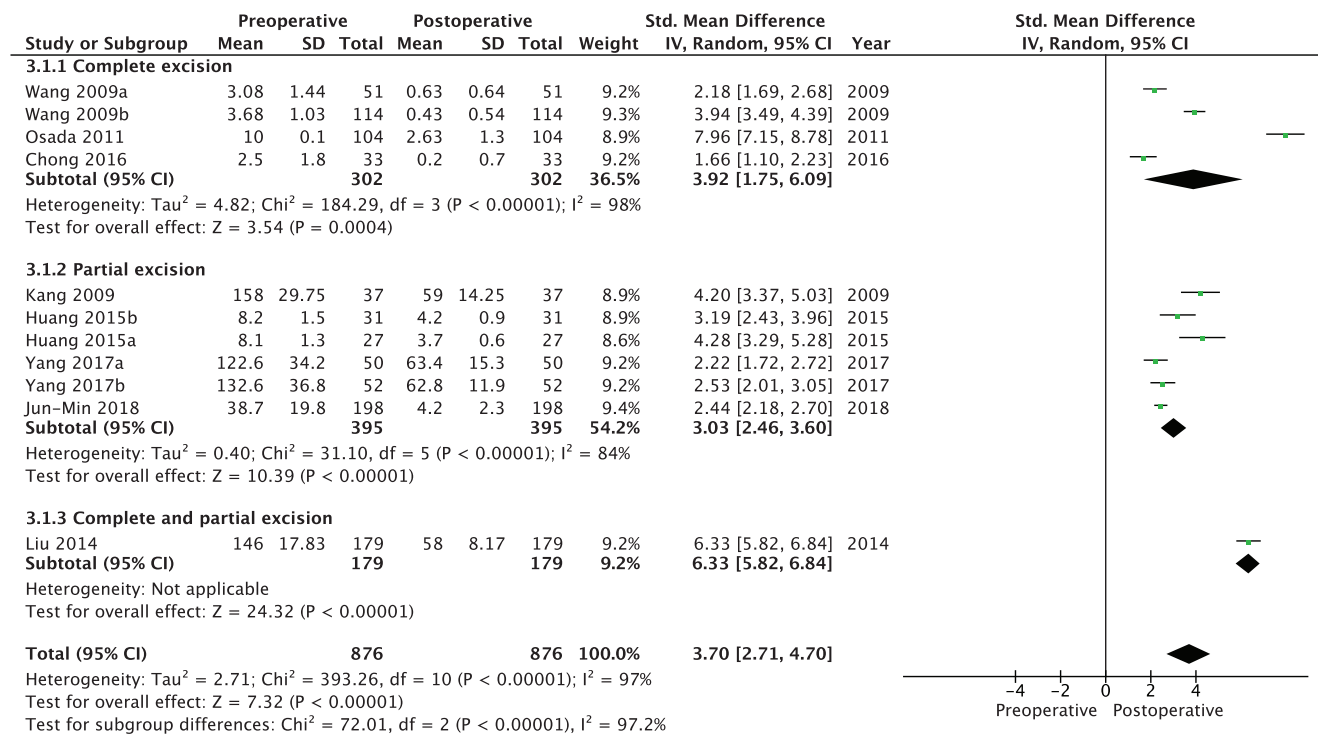 Preoperative Postoperative Std. Mean Difference Std. Mean Difference
Study or Subgroup Mean SD Total Mean SD Total Weight IV, Random, 95% CI Year IV, Random, 95% CI
3.1.1 Complete excision
Wang 2009a 3.08 1.44 51 0.63 0.64 51 9.2% 2.18 [1.69, 2.68] 2009
Wang 2009b 3.68 1.03 114 0.43 0.54 114 9.3% 3.94 [3.49, 4.39] 2009
Osada 2011 10 0.1 104 2.63 1.3 104 8.9% 7.96 [7.15, 8.78] 2011
Chong 2016 2.5 1.8 33 0.2 0.7 33 9.2% 1.66 [1.10, 2.23] 2016
Subtotal (95% CI) 302 302 36.5% 3.92 [1.75, 6.09]
Heterogeneity: Tau² = 4.82; Chi² = 184.29, df = 3 (P < 0.00001); I² = 98%
Test for overall effect: Z = 3.54 (P = 0.0004)
3.1.2 Partial excision
Kang 2009 158 29.75 37 59 14.25 37 8.9% 4.20 [3.37, 5.03] 2009
Huang 2015b 8.2 1.5 31 4.2 0.9 31 8.9% 3.19 [2.43, 3.96] 2015
Huang 2015a 8.1 1.3 27 3.7 0.6 27 8.6% 4.28 [3.29, 5.28] 2015
Yang 2017a 122.6 34.2 50 63.4 15.3 50 9.2% 2.22 [1.72, 2.72] 2017
Yang 2017b 132.6 36.8 52 62.8 11.9 52 9.2% 2.53 [2.01, 3.05] 2017
Jun-Min 2018 38.7 19.8 198 4.2 2.3 198 9.4% 2.44 [2.18, 2.70] 2018
Subtotal (95% CI) 395 395 54.2% 3.03 [2.46, 3.60]
Heterogeneity: Tau² = 0.40; Chi² = 31.10, df = 5 (P < 0.00001); I² = 84%
Test for overall effect: Z = 10.39 (P < 0.00001)
3.1.3 Complete and partial excision
Liu 2014 146 17.83 179 58 8.17 179 9.2% 6.33 [5.82, 6.84] 2014
Subtotal (95% CI) 179 179 9.2% 6.33 [5.82, 6.84]
Heterogeneity: Not applicable
Test for overall effect: Z = 24.32 (P < 0.00001)
Total (95% CI) 876 876 100.0% 3.70 [2.71, 4.70]
Heterogeneity: Tau² = 2.71; Chi² = 393.26, df = 10 (P < 0.00001); I² = 97%
Test for overall effect: Z = 7.32 (P < 0.00001)
Test for subgroup differences: Chi² = 72.01, df = 2 (P < 0.00001), I² = 97.2%
-4 -2 0 2 4
Preoperative Postoperative